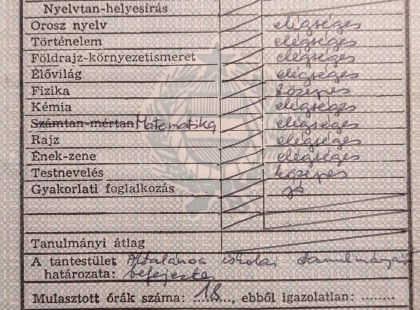 Nyelvtan-helyesírás
Orosz nyelv elégséges
Történelem elégséges
Földrajz-környezetismeret elégséges
Élővilág elégséges
Fizika közepes
Kémia elégséges
Számtan-mértan Matematika elégséges
Rajz elégséges
Ének-zene elégséges
Testnevelés közepes
Gyakorlati foglalkozás jó
Tanulmányi átlag
A tantestület Általános iskolai tanulmányait
határozata: befejezte
Mulasztott órák száma: 18, ebből igazolatlan: ........